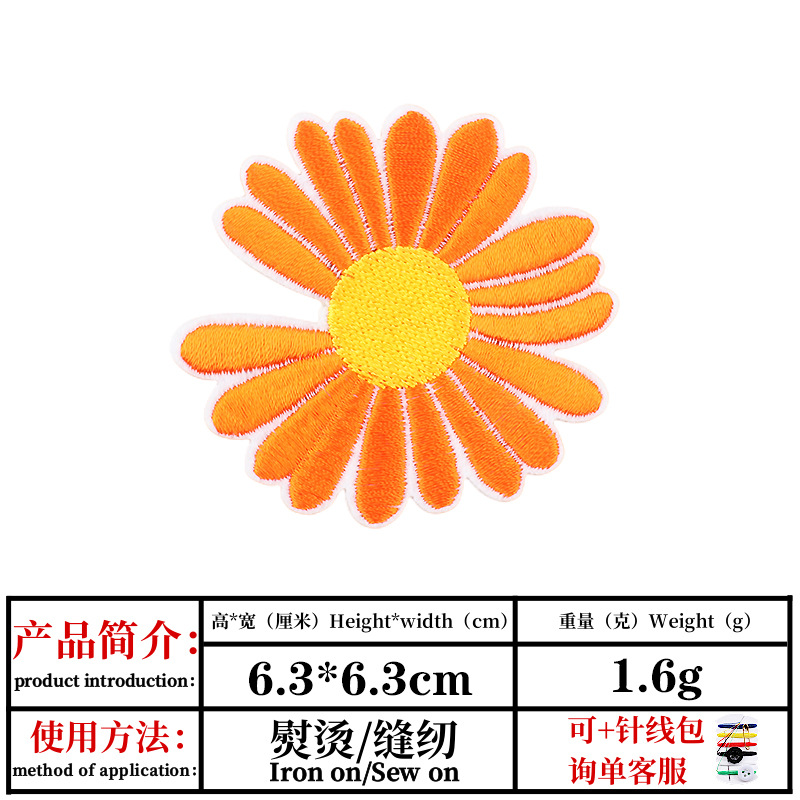 产品简介：
product introduction：
高*宽（厘米）Height*width（cm）
6.3*6.3cm
重量（克）Weight（g）
1.6g
使用方法：
method of application：
熨烫/缝纫
Iron on/Sew on
可+针线包
询单客服